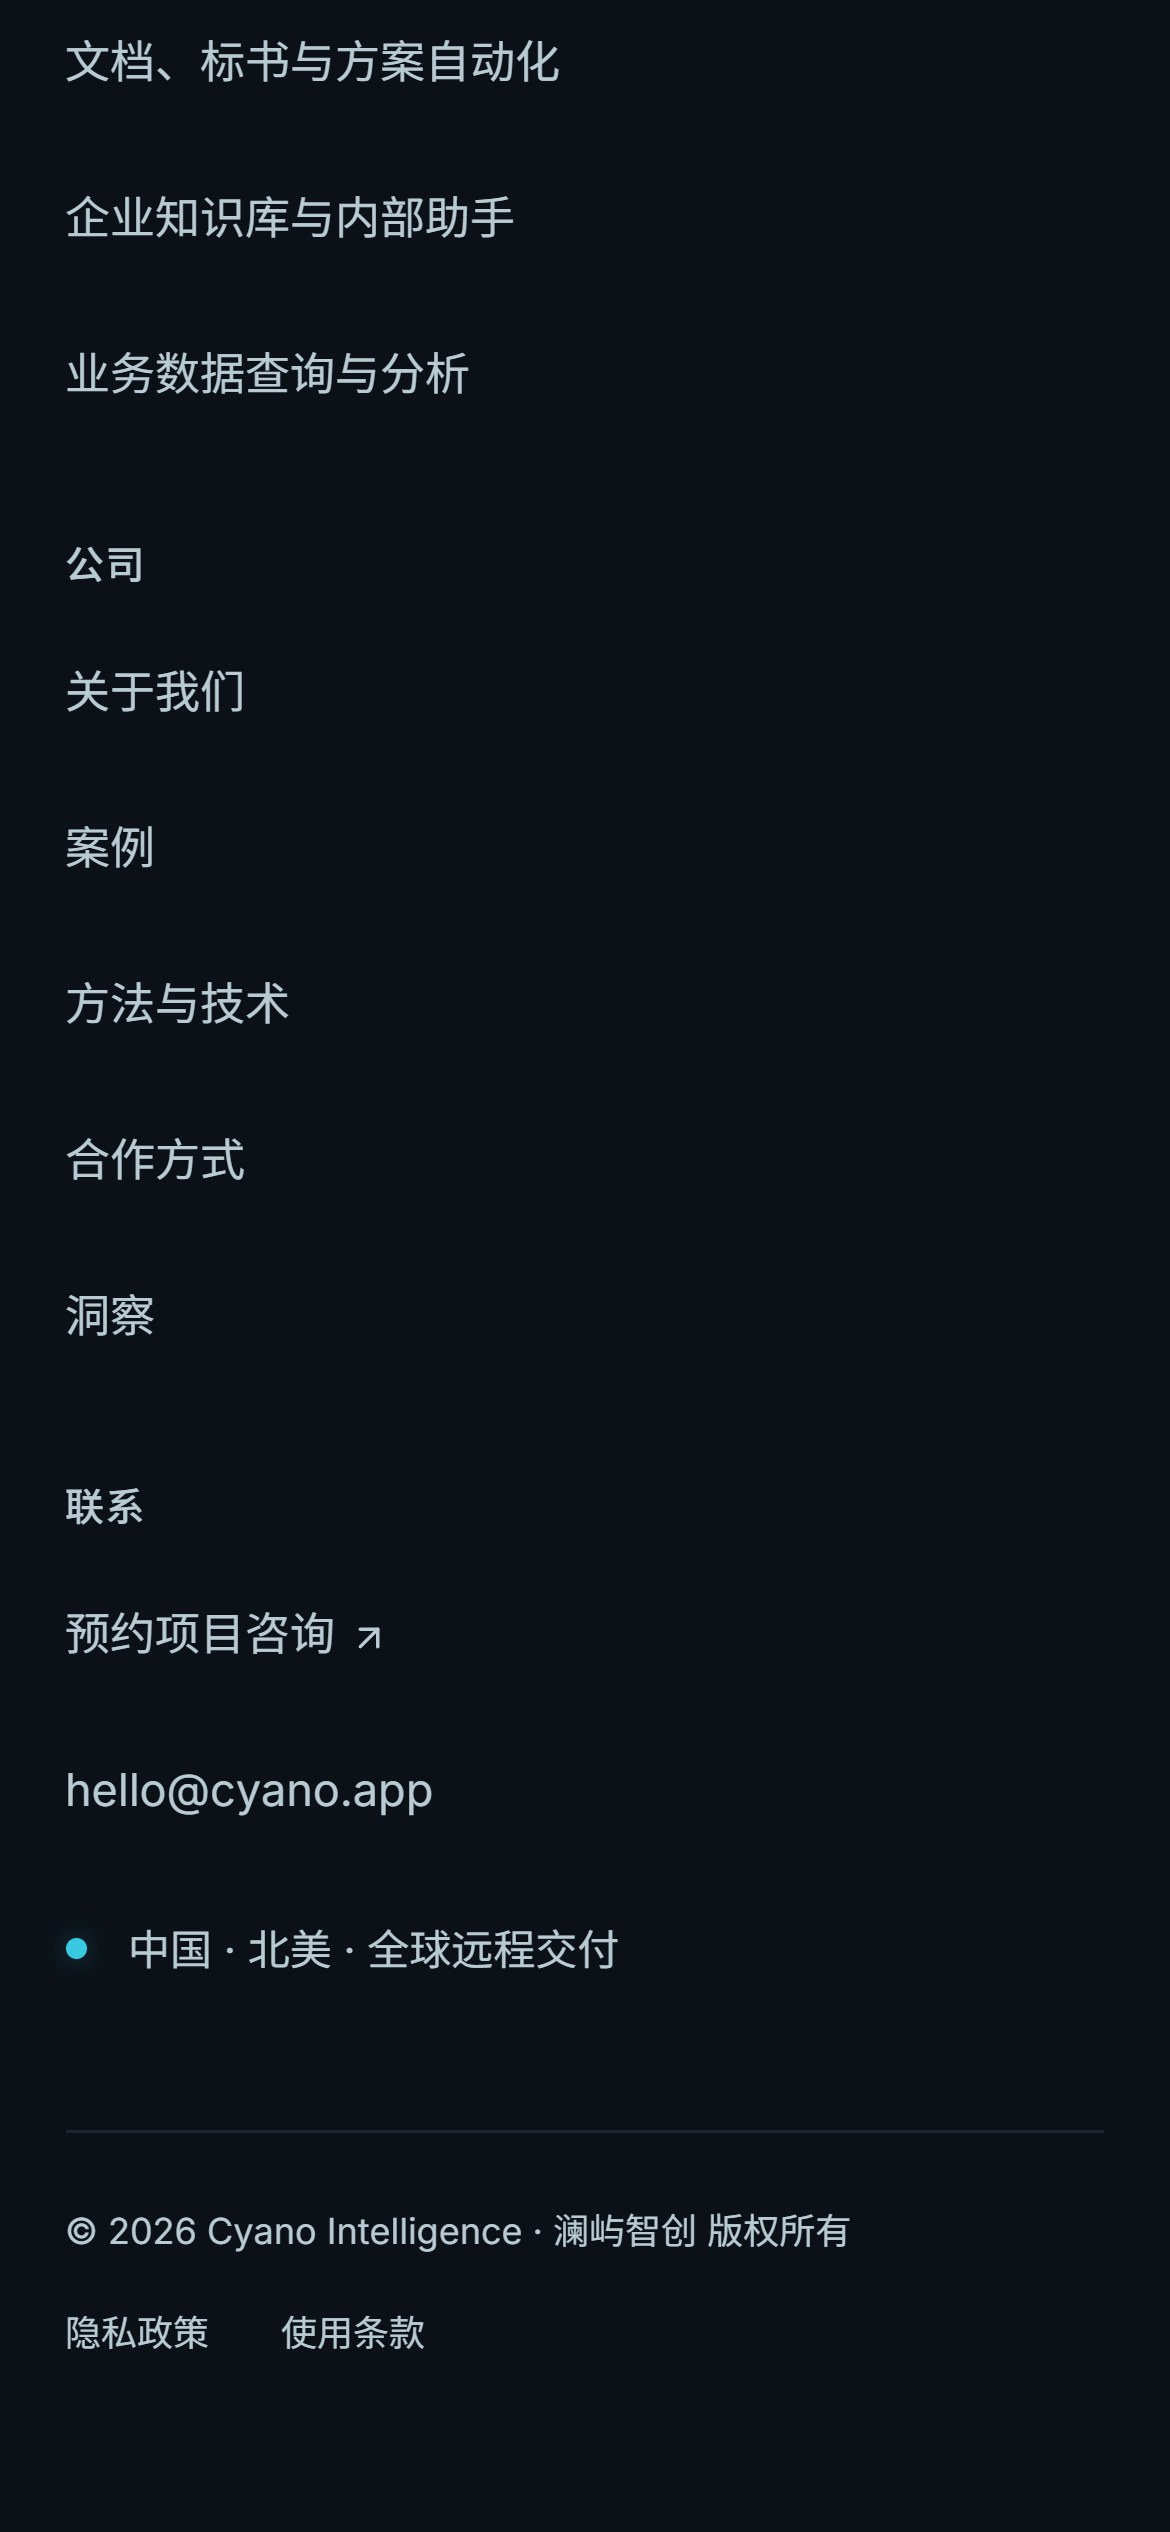 文档、标书与方案自动化
企业知识库与内部助手
业务数据查询与分析
公司
关于我们
案例
方法与技术
合作方式
洞察
联系
预约项目咨询 ↗
hello@cyano.app
中国 · 北美 · 全球远程交付
© 2026 Cyano Intelligence · 澜屿智创 版权所有
隐私政策 使用条款